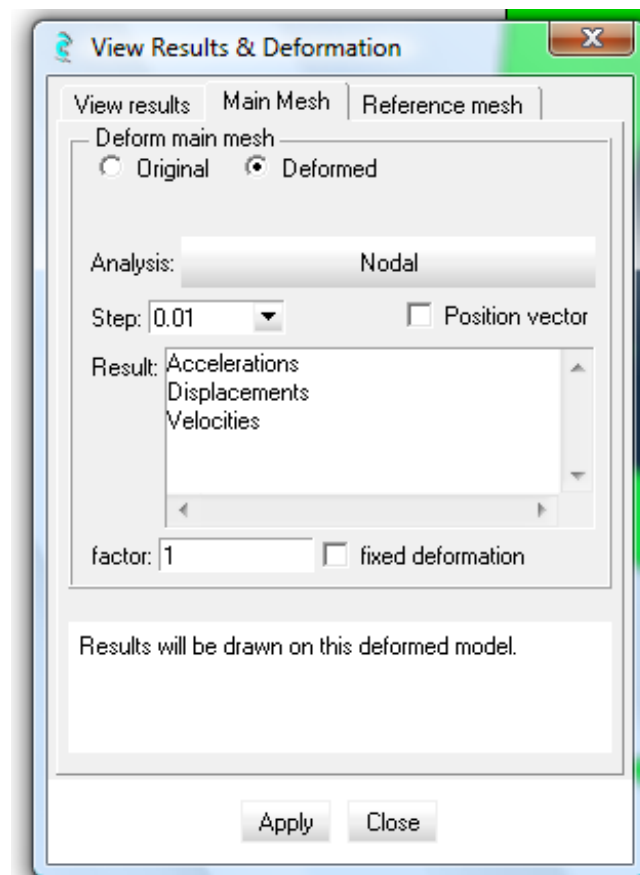 View Results & Deformation
View results Main Mesh Reference mesh
Deform main mesh
Original Deformed
Analysis: Nodal
Step: 0.01 Position vector
Result: Accelerations
Displacements
Velocities
factor: 1 fixed deformation
Results will be drawn on this deformed model.
Apply Close